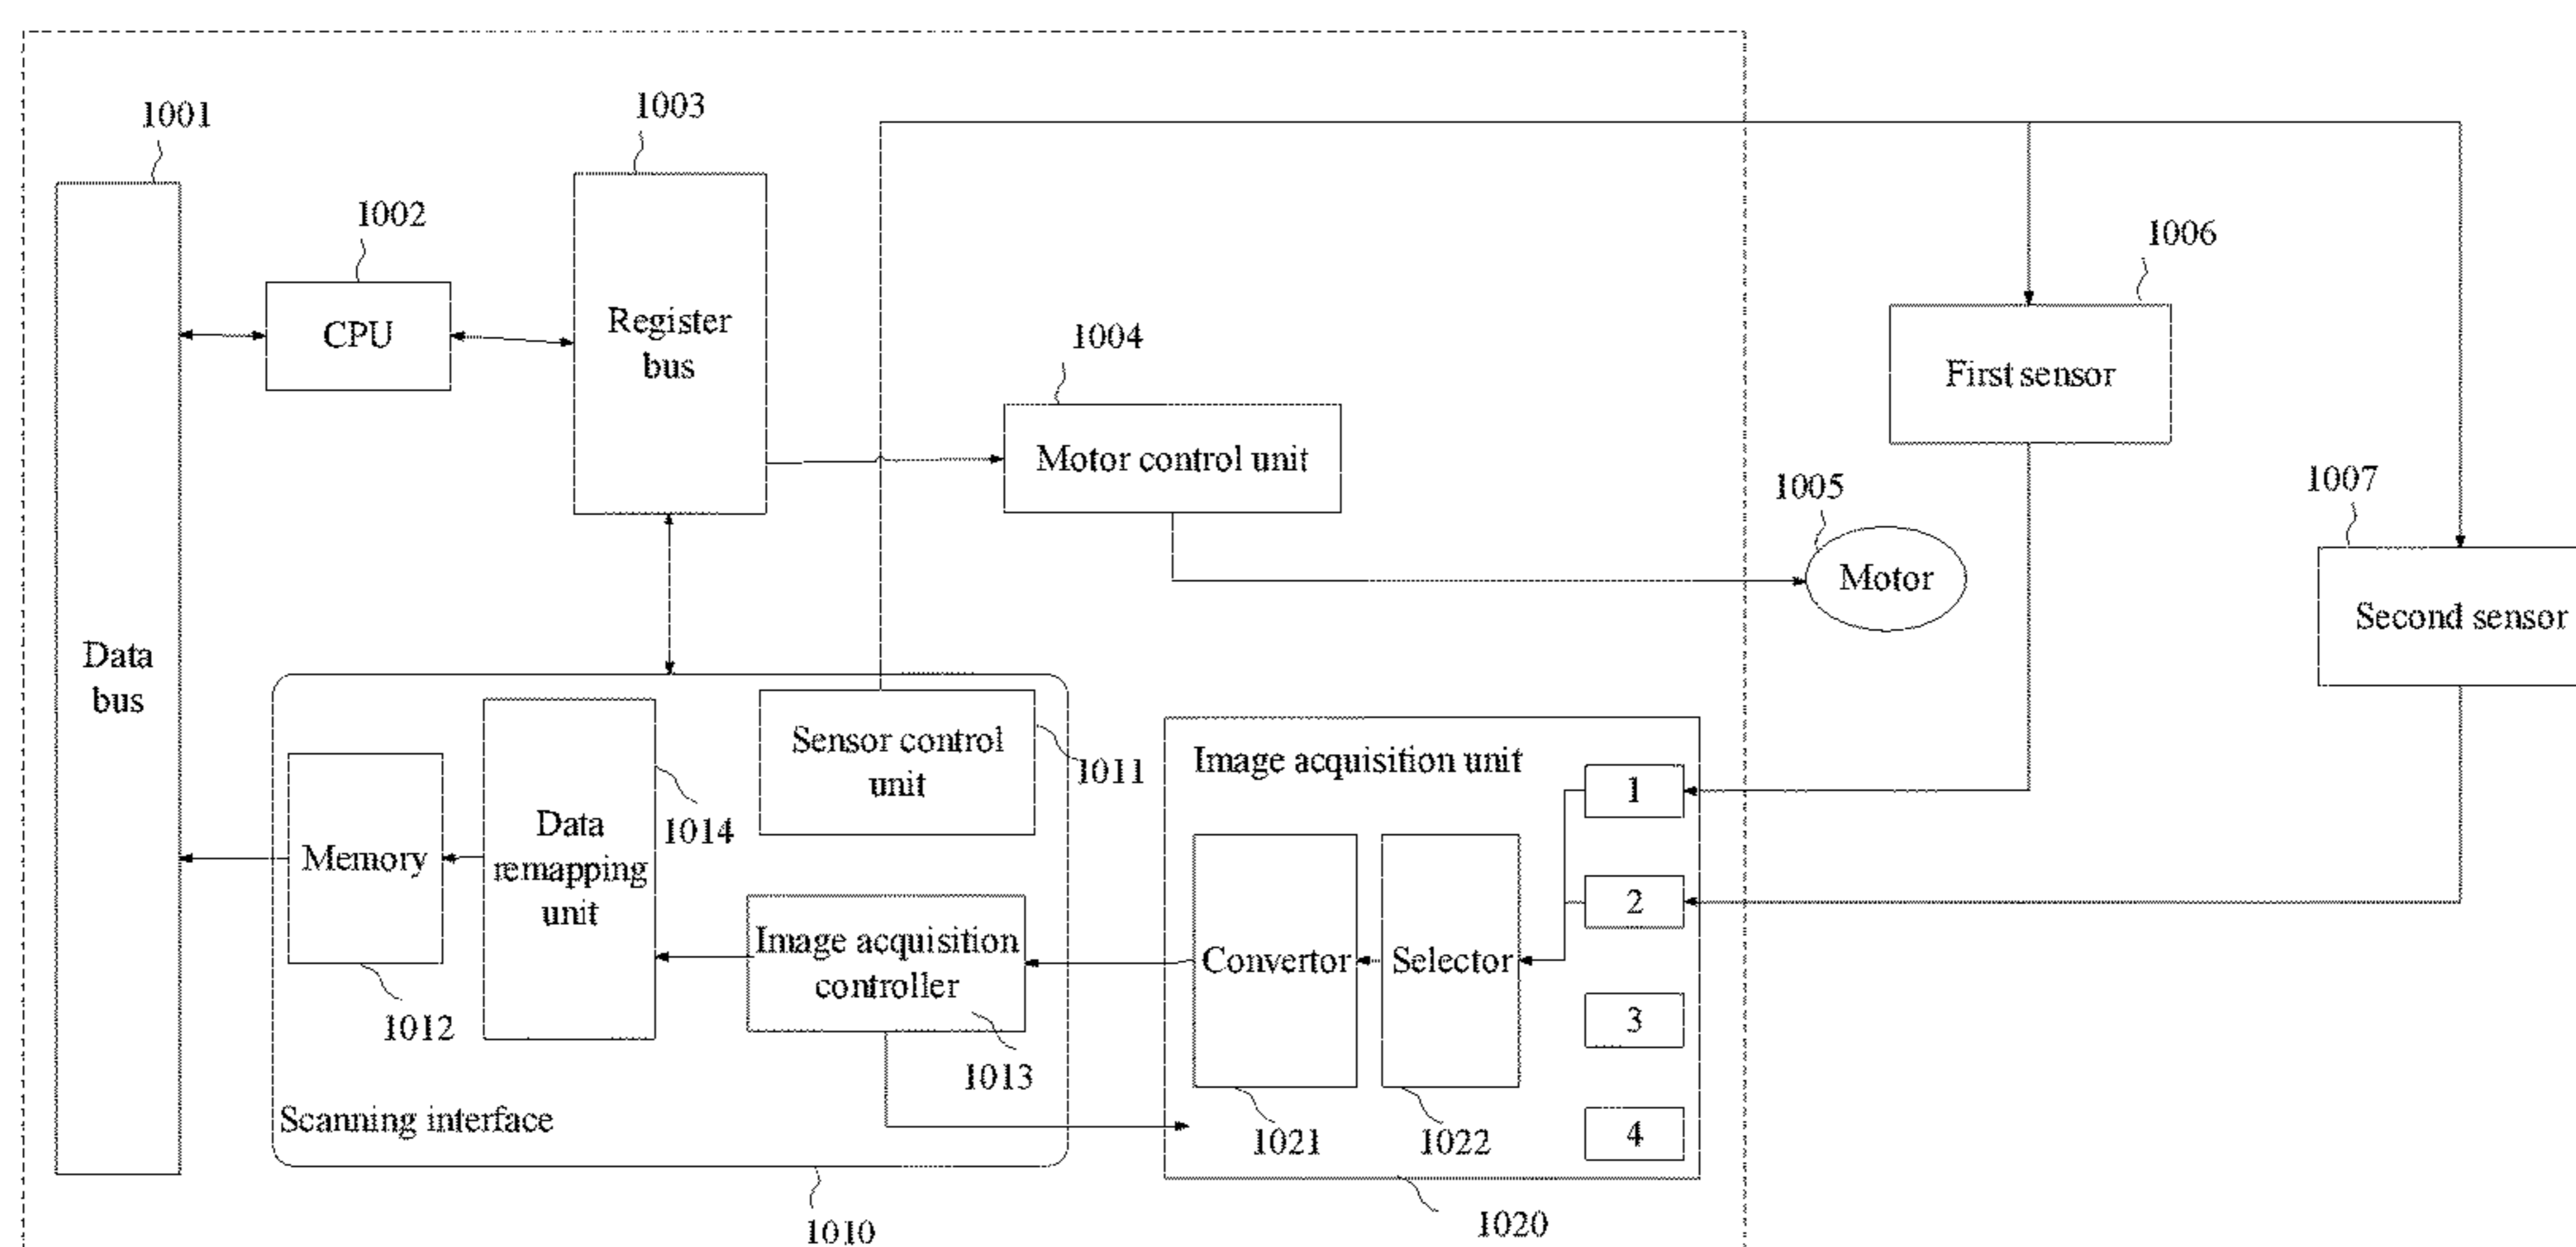 1001
1003
1002
1006
CPU
Register
bus
1004
First sensor
Motor control unit
1005
1007
Motor
Second sensor
Data
bus
Sensor control
unit
1011
Image acquisition unit
1
Memory
Data
remapping
unit
1014
2
Image acquisition
controller
Convertor
Selector
1012
1013
3
Scanning interface
1021
1022
4
1010
1020